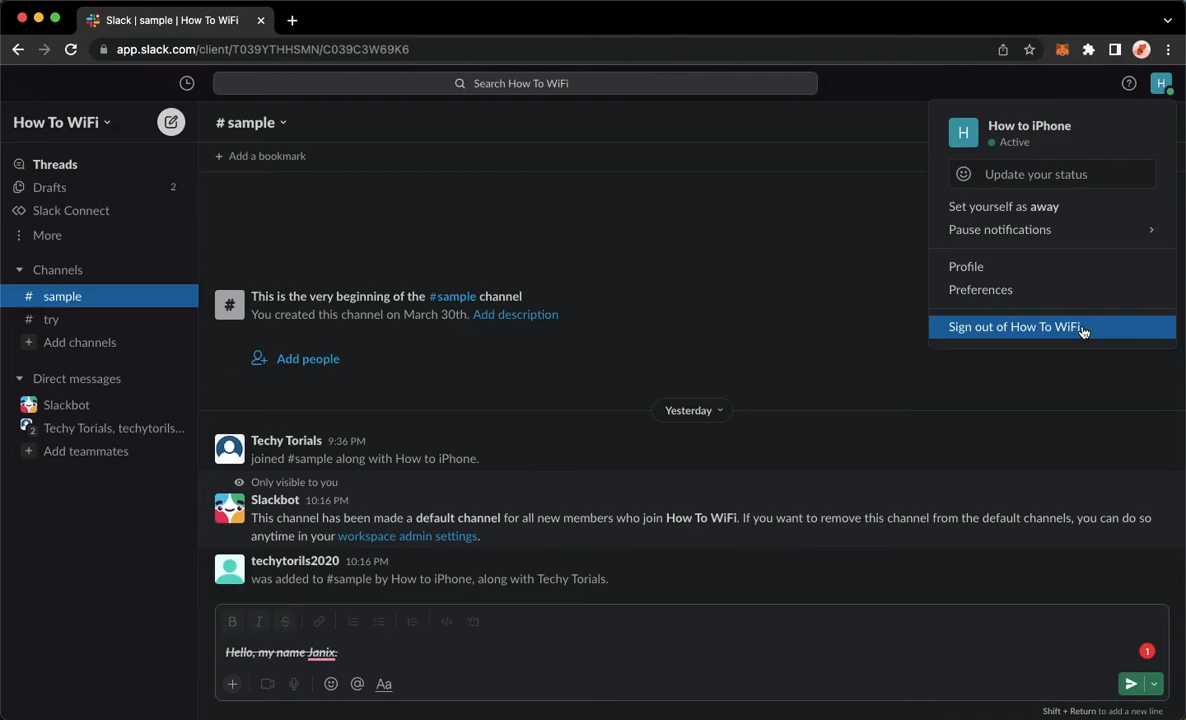 Slack | sample | How To WiFi
app.slack.com/client/T039YTHHSMN/C039C3W69K6
Search How To WiFi
H
How To WiFi
# sample
H
How to iPhone
Active
Add a bookmark
Threads
Update your status
Drafts 2
Slack Connect
Set yourself as away
More
Pause notifications
Channels
Profile
# sample
This is the very beginning of the #sample channel
Preferences
# try
You created this channel on March 30th. Add description
Sign out of How To WiFi
+ Add channels
Add people
Direct messages
Slackbot
Yesterday
2 Techy Torials, techytorils...
Techy Torials 9:36 PM
+ Add teammates
joined #sample along with How to iPhone.
Only visible to you
Slackbot 10:16 PM
This channel has been made a default channel for all new members who join How To WiFi. If you want to remove this channel from the default channels, you can do so
anytime in your workspace admin settings.
techytorils2020 10:16 PM
was added to #sample by How to iPhone, along with Techy Torials.
B I S
Hello, my name Janix.
1
@ Aa
Shift + Return to add a new line